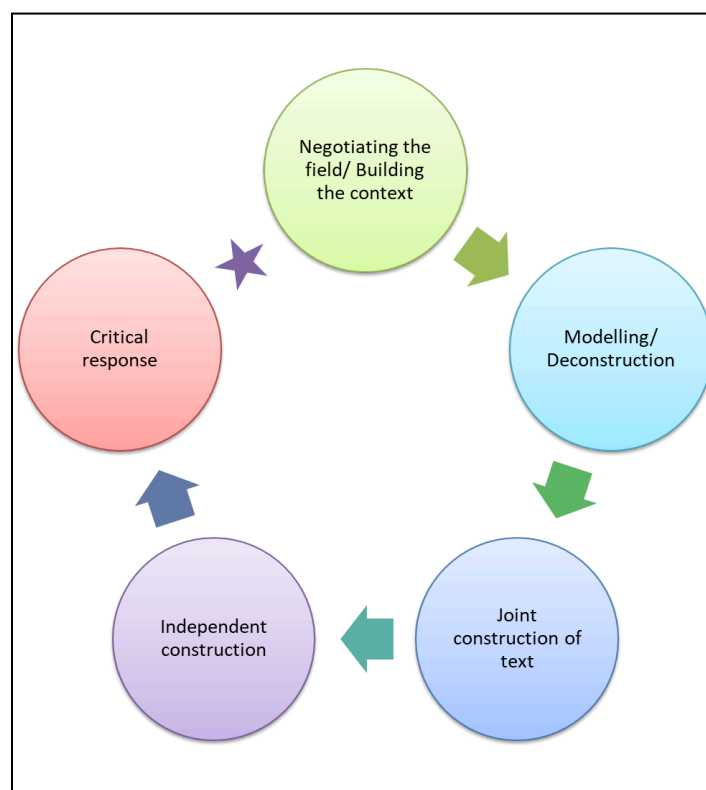 Negotiating the
field/ Building
the context
Modelling/
Deconstruction
Joint
construction of
text
Independent
construction
Critical
response